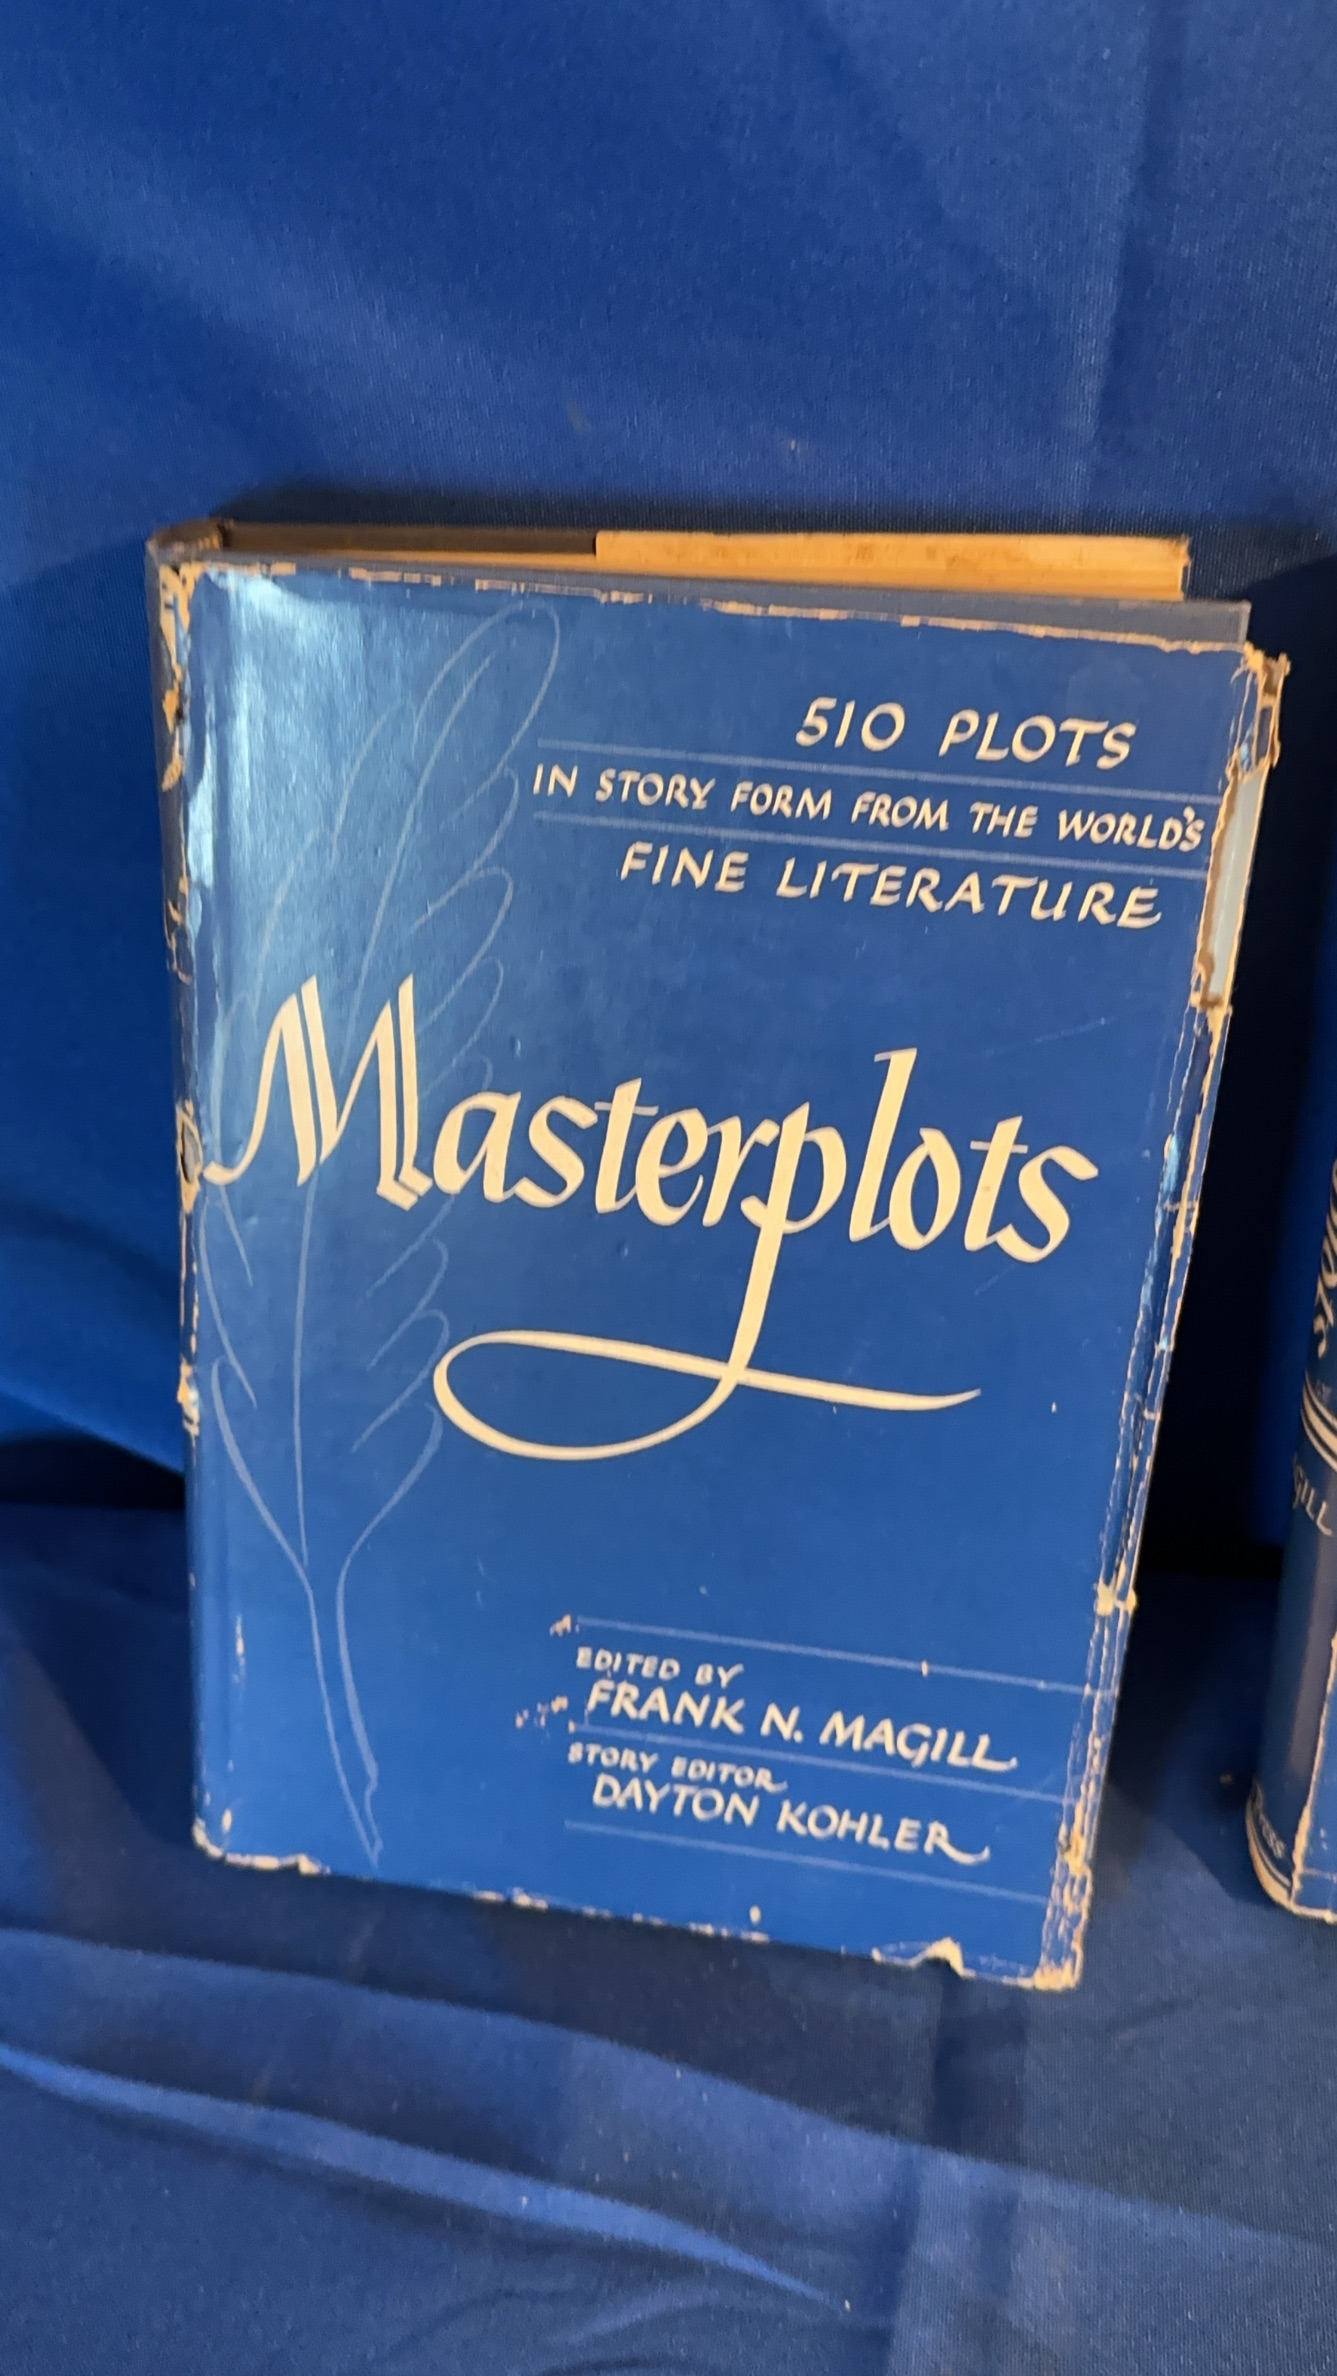 510 PLOTS
IN STORY FORM FROM THE WORLD'S
FINE LITERATURE
Masterplots
EDITED BY
FRANK N. MAGILL
STORY EDITOR
DAYTON KOHLER